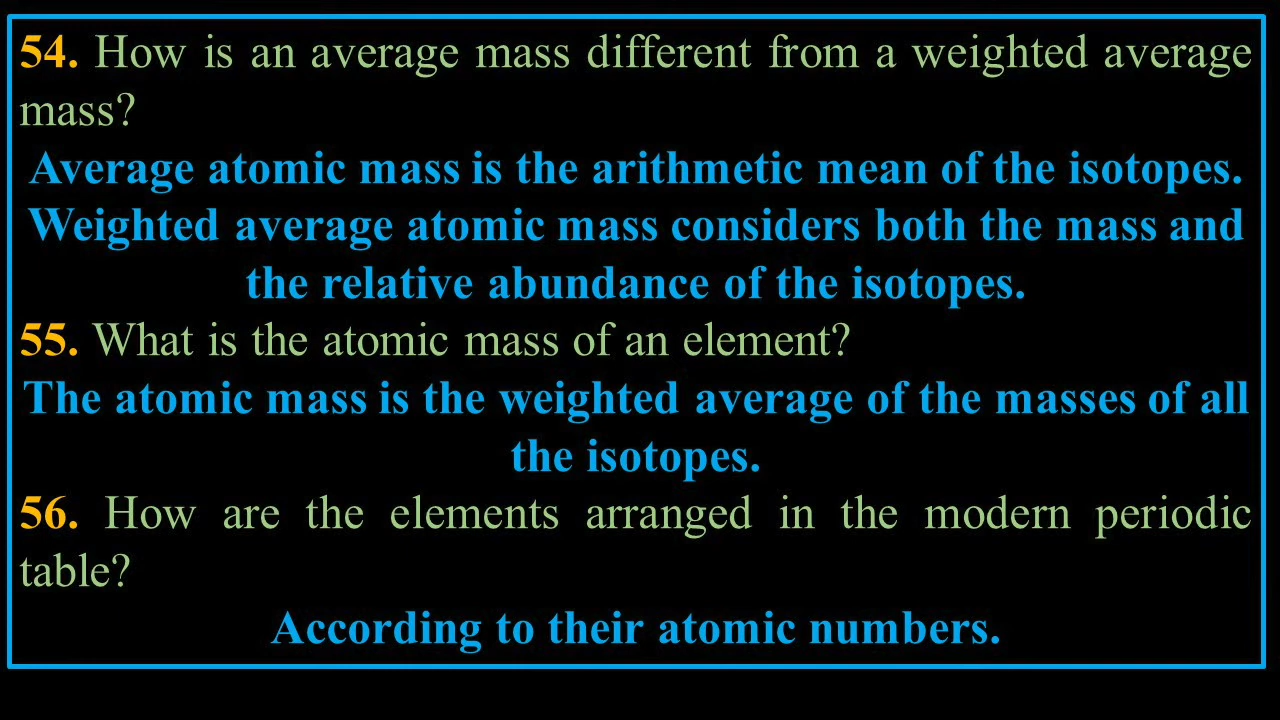 54. How is an average mass different from a weighted average
mass?
Average atomic mass is the arithmetic mean of the isotopes.
Weighted average atomic mass considers both the mass and
the relative abundance of the isotopes.
55. What is the atomic mass of an element?
The atomic mass is the weighted average of the masses of all
the isotopes.
56. How are the elements arranged in the modern periodic
table?
According to their atomic numbers.